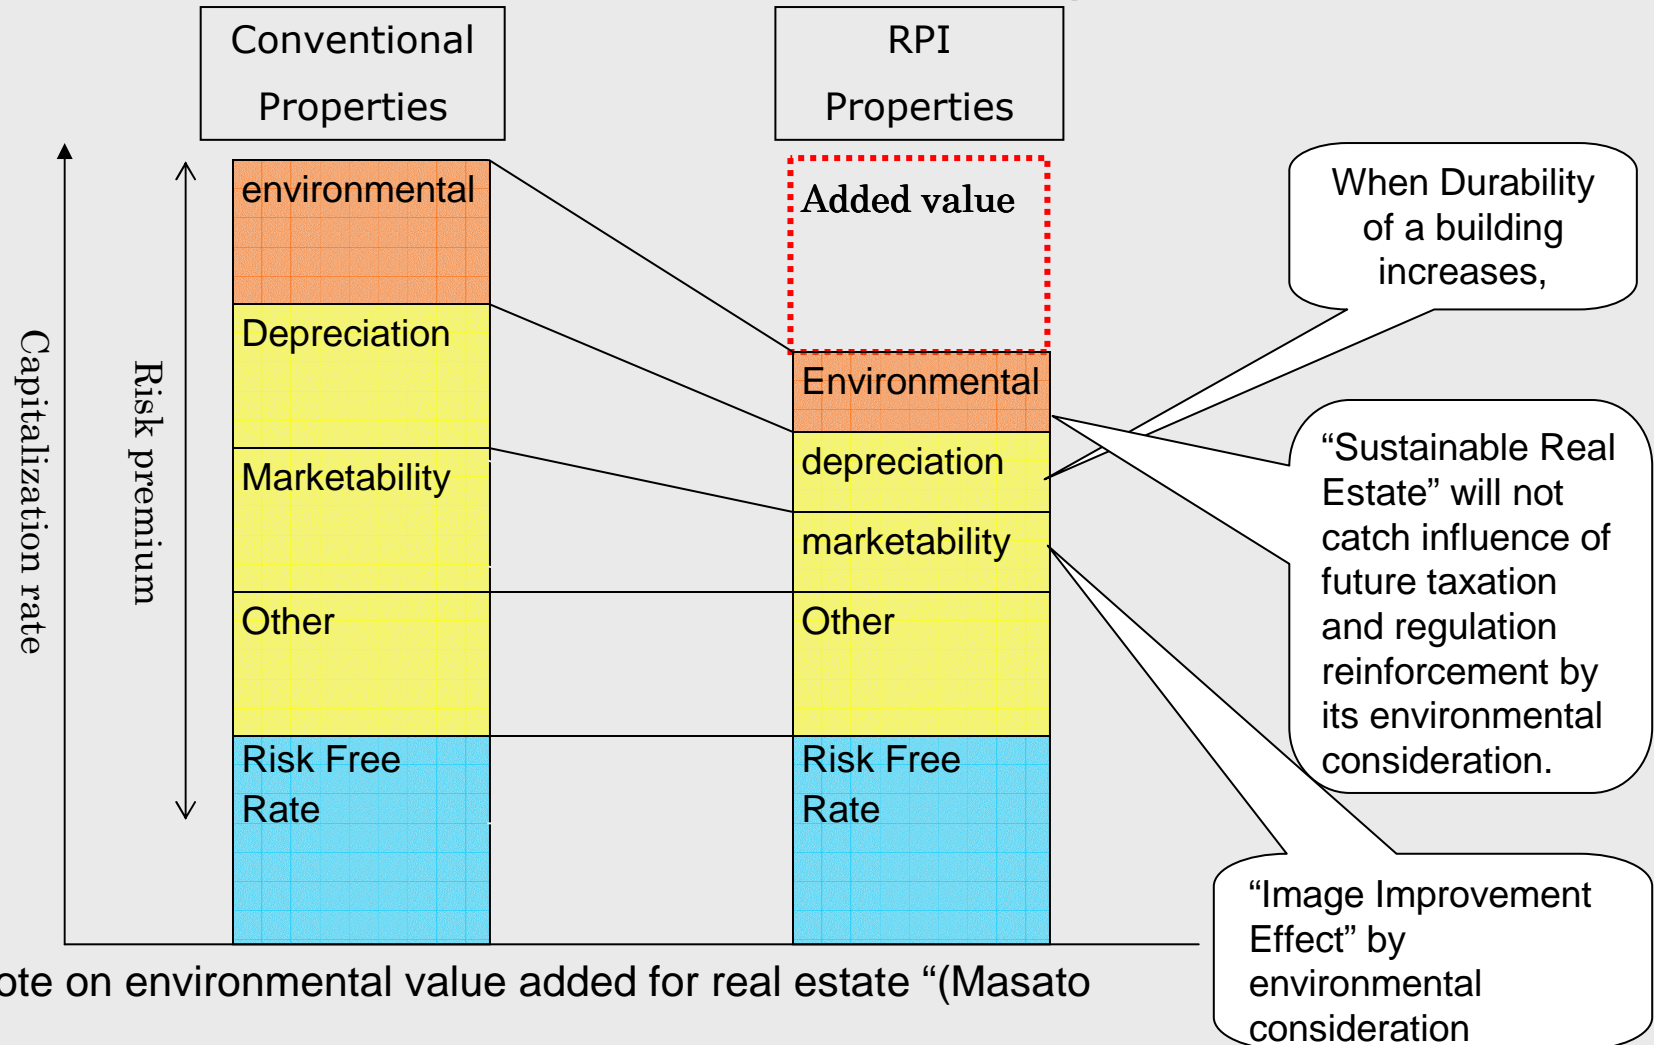 Conventional
Properties
RPI
Properties
Capitalization rate
Risk premium
environmental
Depreciation
Marketability
Other
Risk Free
Rate
Added value
Environmental
depreciation
marketability
Other
Risk Free
Rate
When Durability
of a building
increases,
“Sustainable Real
Estate” will not
catch influence of
future taxation
and regulation
reinforcement by
its environmental
consideration.
“Image Improvement
Effect” by
environmental
consideration
ote on environmental value added for real estate “(Masato